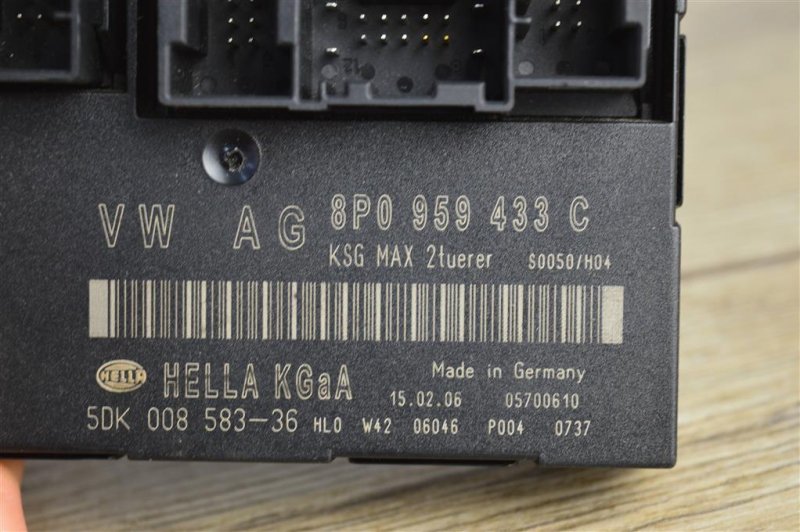 12
VW AG 8P0 959 433 C
KSG MAX 2tuerer S0050/H04
HELLA HELLA KGaA Made in Germany
15.02.06 05700610
5DK 008 583-36 HL0 W42 06046 P004 0737